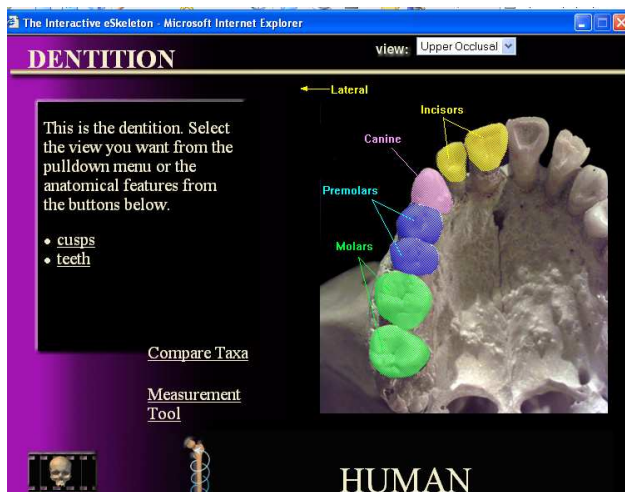 The Interactive eSkeleton - Microsoft Internet Explorer
DENTITION
view: Upper Occlusal
Lateral
This is the dentition. Select
the view you want from the
pulldown menu or the
anatomical features from
the buttons below.
cusps
teeth
Incisors
Canine
Premolars
Molars
Compare Taxa
Measurement
Tool
HUMAN